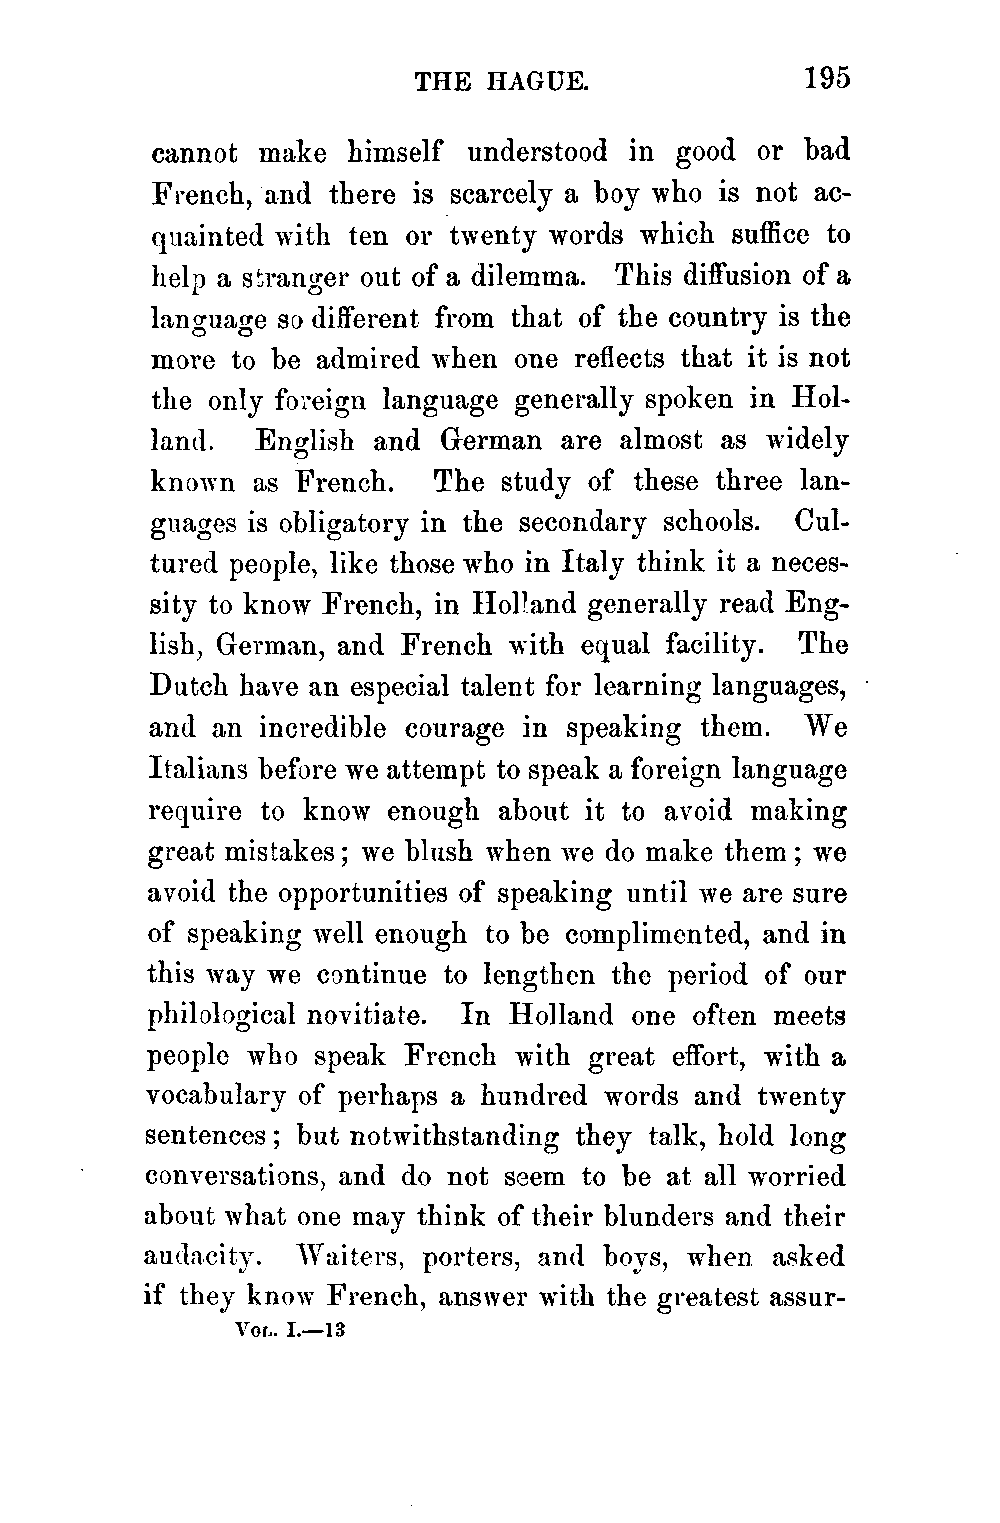 THE HAGUE. 195
cannot make himself understood in good or bad
French, and there is scarcely a boy who is not ac-
quainted with ten or twenty words which suffice to
help a stranger out of a dilemma. This diffusion of a
language so different from that of the country is the
more to be admired when one reflects that it is not
the only foreign language generally spoken in Hol-
land. English and German are almost as widely
known as French. The study of these three lan-
guages is obligatory in the secondary schools. Cul-
tured people, like those who in Italy think it a neces-
sity to know French, in Holland generally read Eng-
lish, German, and French with equal facility. The
Dutch have an especial talent for learning languages,
and an incredible courage in speaking them. We
Italians before we attempt to speak a foreign language
require to know enough about it to avoid making
great mistakes; we blush when we do make them; we
avoid the opportunities of speaking until we are sure
of speaking well enough to be complimented, and in
this way we continue to lengthen the period of our
philological novitiate. In Holland one often meets
people who speak French with great effort, with a
vocabulary of perhaps a hundred words and twenty
sentences; but notwithstanding they talk, hold long
conversations, and do not seem to be at all worried
about what one may think of their blunders and their
audacity. Waiters, porters, and boys, when asked
if they know French, answer with the greatest assur-
VOL. I.—13